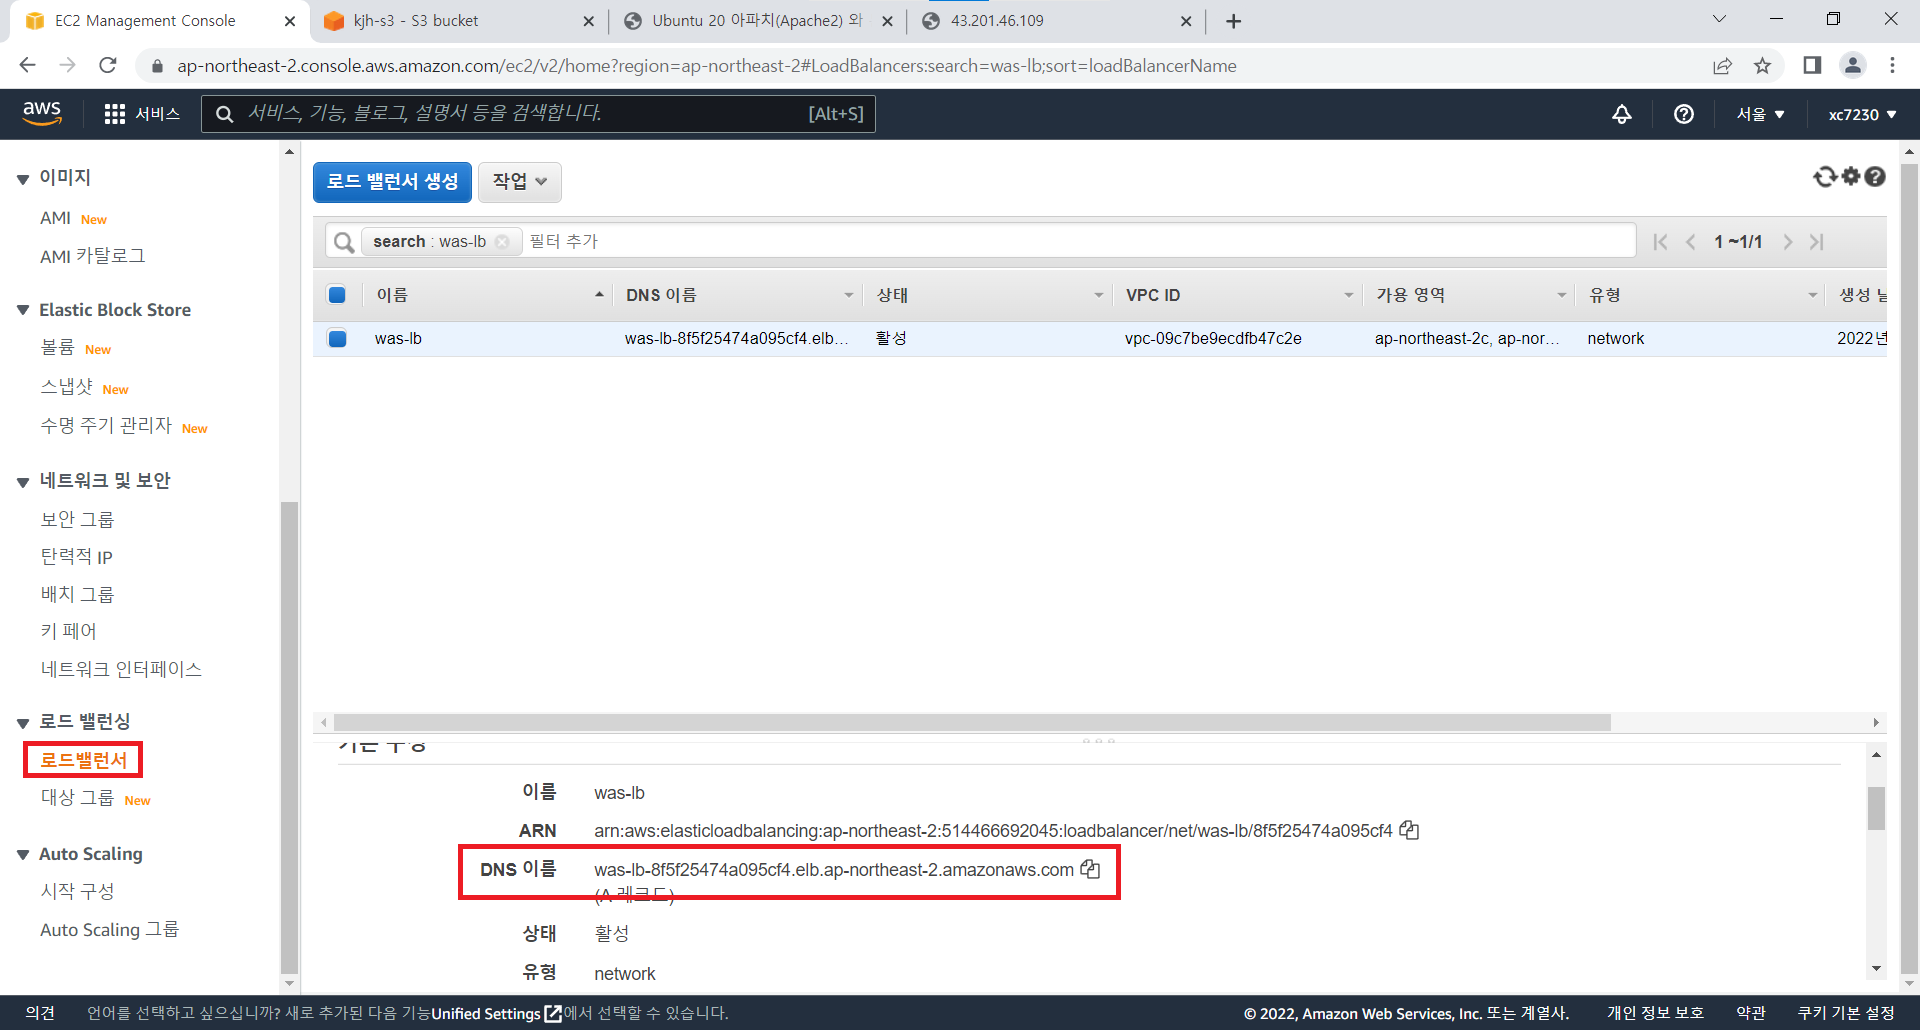 EC2 Management Console
kjh-s3 - S3 bucket
Ubuntu 20 아파치(Apache2) 와
43.201.46.109
ap-northeast-2.console.aws.amazon.com/ec2/v2/home?region=ap-northeast-2#LoadBalancers:search=was-lb;sort=loadBalancerName
aws
서비스
서비스, 기능, 블로그, 설명서 등을 검색합니다.
[Alt+S]
서울
xc7230
이미지
AMI New
AMI 카탈로그
Elastic Block Store
볼륨 New
스냅샷 New
수명 주기 관리자 New
네트워크 및 보안
보안 그룹
탄력적 IP
배치 그룹
키 페어
네트워크 인터페이스
로드 밸런싱
로드밸런서
대상 그룹 New
Auto Scaling
시작 구성
Auto Scaling 그룹
로드 밸런서 생성
작업
search : was-lb
필터 추가
1 ~1/1
이름 DNS 이름 상태 VPC ID 가용 영역 유형 생성 날
was-lb was-lb-8f5f25474a095cf4.elb... 활성 vpc-09c7be9ecdfb47c2e ap-northeast-2c, ap-nor... network 2022년
기본 구성
이름 was-lb
ARN arn:aws:elasticloadbalancing:ap-northeast-2:514466692045:loadbalancer/net/was-lb/8f5f25474a095cf4
DNS 이름 was-lb-8f5f25474a095cf4.elb.ap-northeast-2.amazonaws.com
(A 레코드)
상태 활성
유형 network
의견
언어를 선택하고 싶으십니까? 새로 추가된 다음 기능Unified Settings에서 선택할 수 있습니다.
© 2022, Amazon Web Services, Inc. 또는 계열사.
개인 정보 보호
약관
쿠키 기본 설정